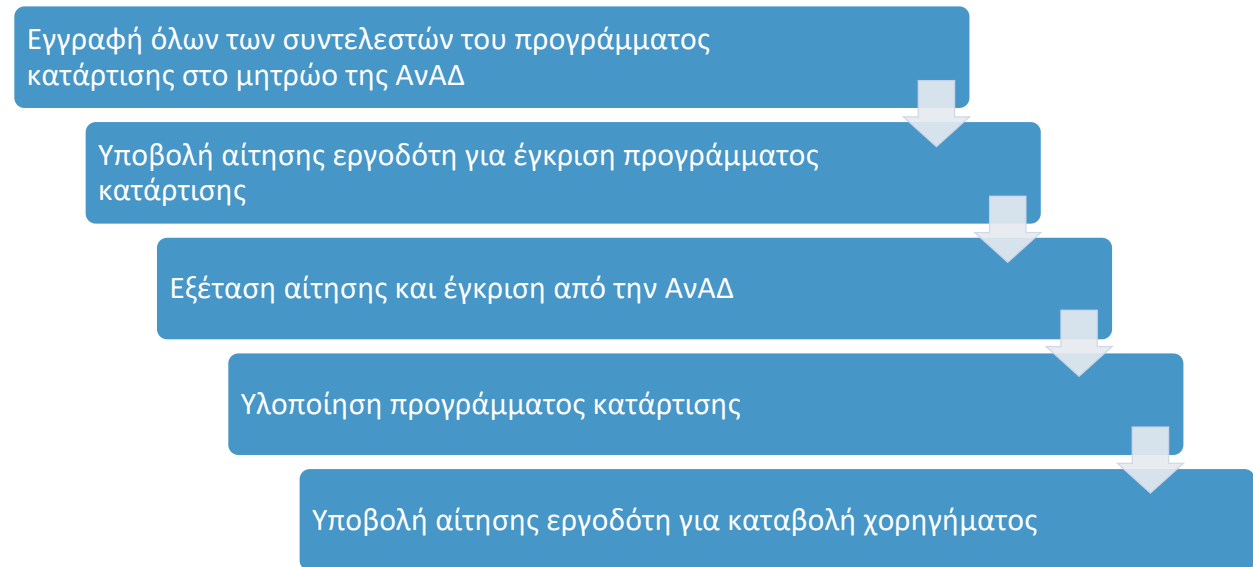 Εγγραφή όλων των συντελεστών του προγράμματος
κατάρτισης στο μητρώο της ΑνΑΔ
Υποβολή αίτησης εργοδότη για έγκριση προγράμματος
κατάρτισης
Εξέταση αίτησης και έγκριση από την ΑνΑΔ
Υλοποίηση προγράμματος κατάρτισης
Υποβολή αίτησης εργοδότη για καταβολή χορηγήματος